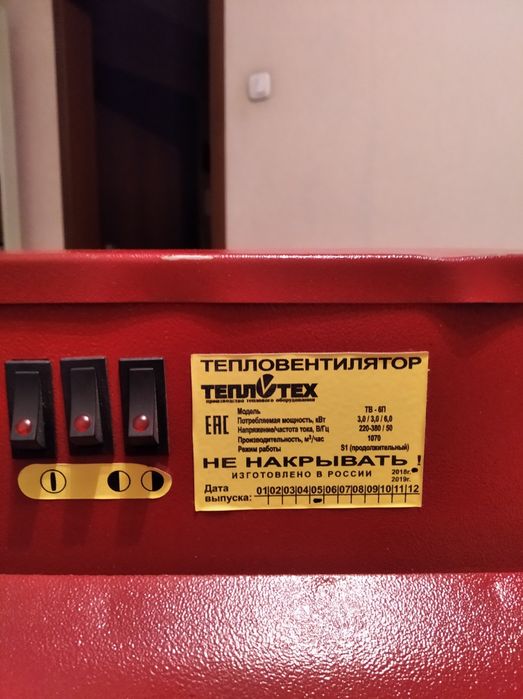 ТЕПЛОВЕНТИЛЯТОР
ТЕПЛОТЕХ
производство теплового оборудования
EAC
Модель ТВ - 6П
Потребляемая мощность, кВт 3,0 / 3,0 / 6,0
Напряжение/частота тока, В/Гц 220-380 / 50
Производительность, м³/час 1070
Режим работы S1 (продолжительный)
НЕ НАКРЫВАТЬ !
ИЗГОТОВЛЕНО В РОССИИ
2018г.
2019г.
Дата выпуска: 01 02 03 04 05 06 07 08 09 10 11 12